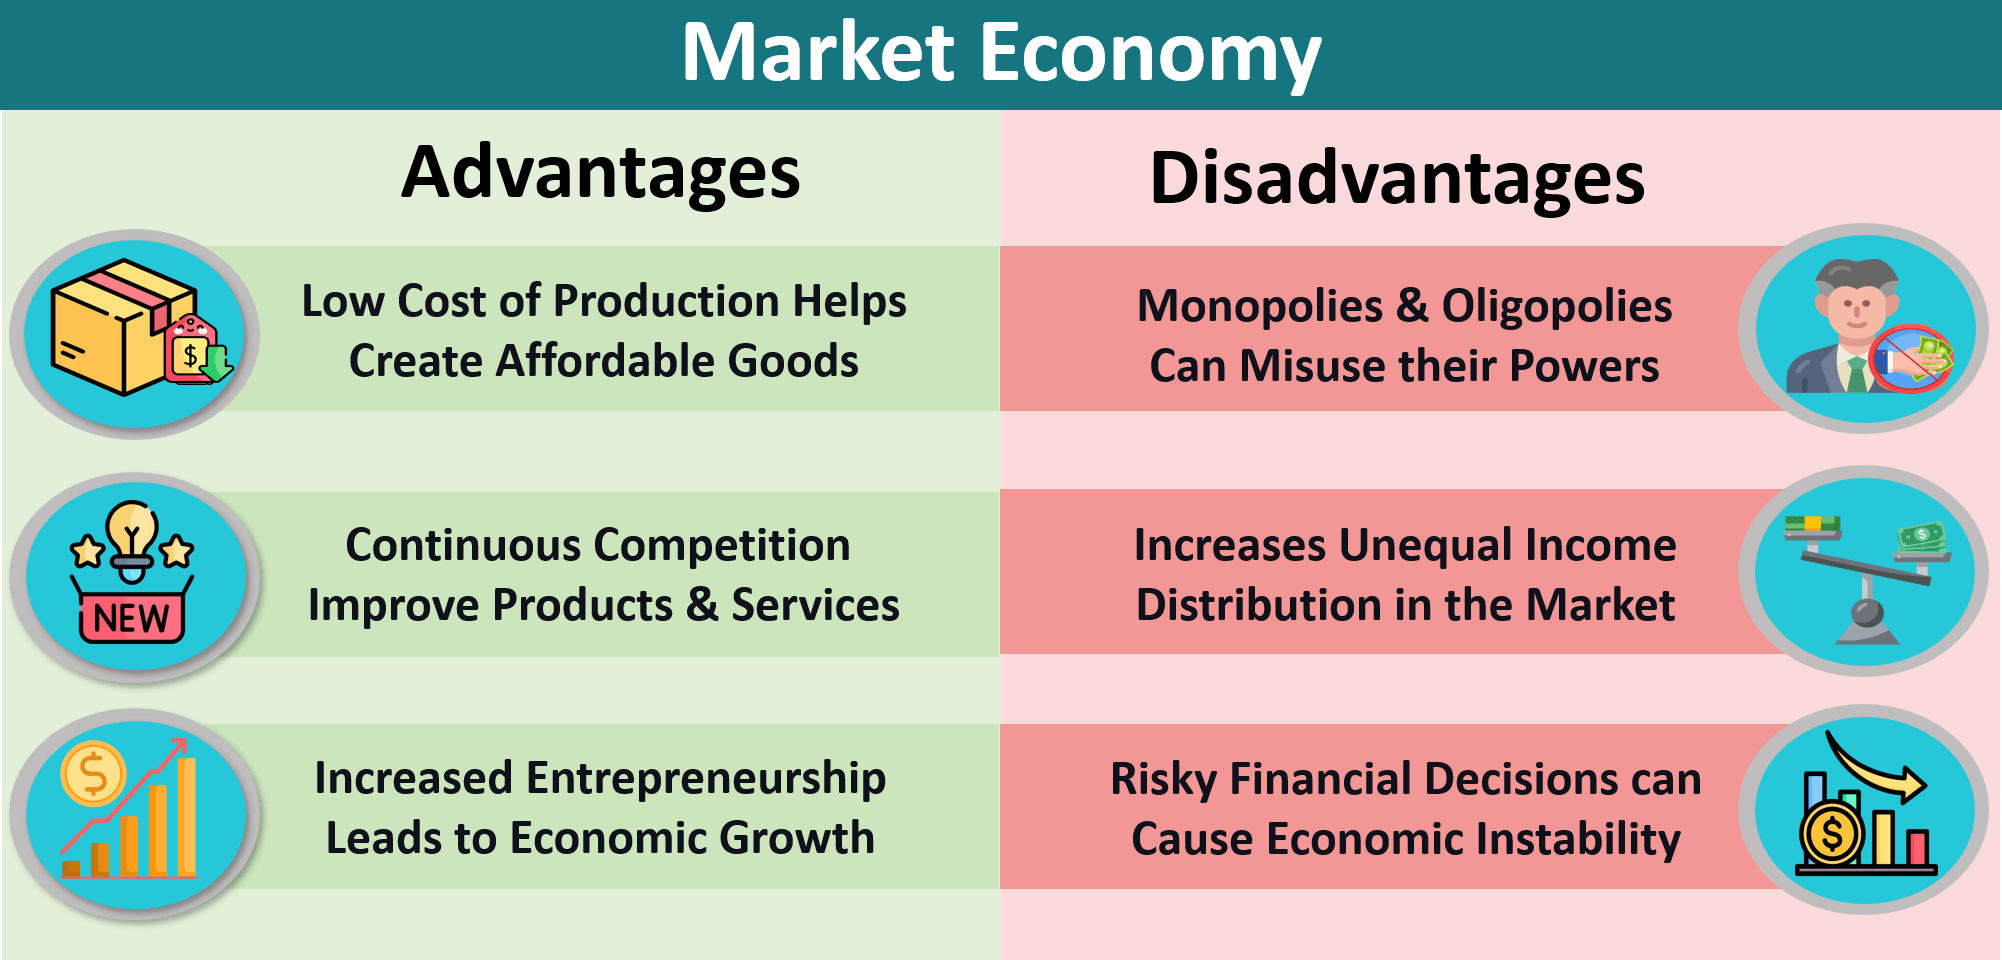 Market Economy
Advantages
Low Cost of Production Helps
Create Affordable Goods
$
Continuous Competition
Improve Products & Services
NEW
Increased Entrepreneurship
Leads to Economic Growth
$
Disadvantages
Monopolies & Oligopolies
Can Misuse their Powers
Increases Unequal Income
Distribution in the Market
$
Risky Financial Decisions can
Cause Economic Instability
$